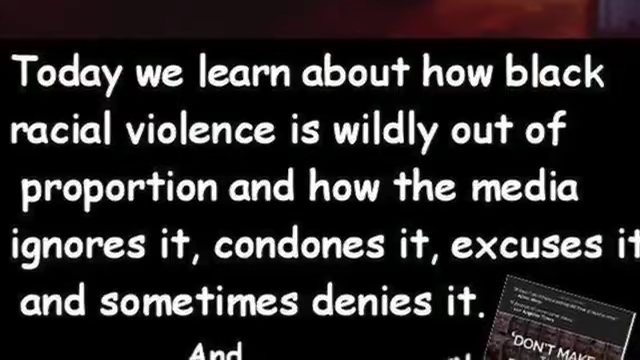 Today we learn about how black
racial violence is wildly out of
proportion and how the media
ignores it, condones it, excuses it
and sometimes denies it.
And
'DON'T MAKE